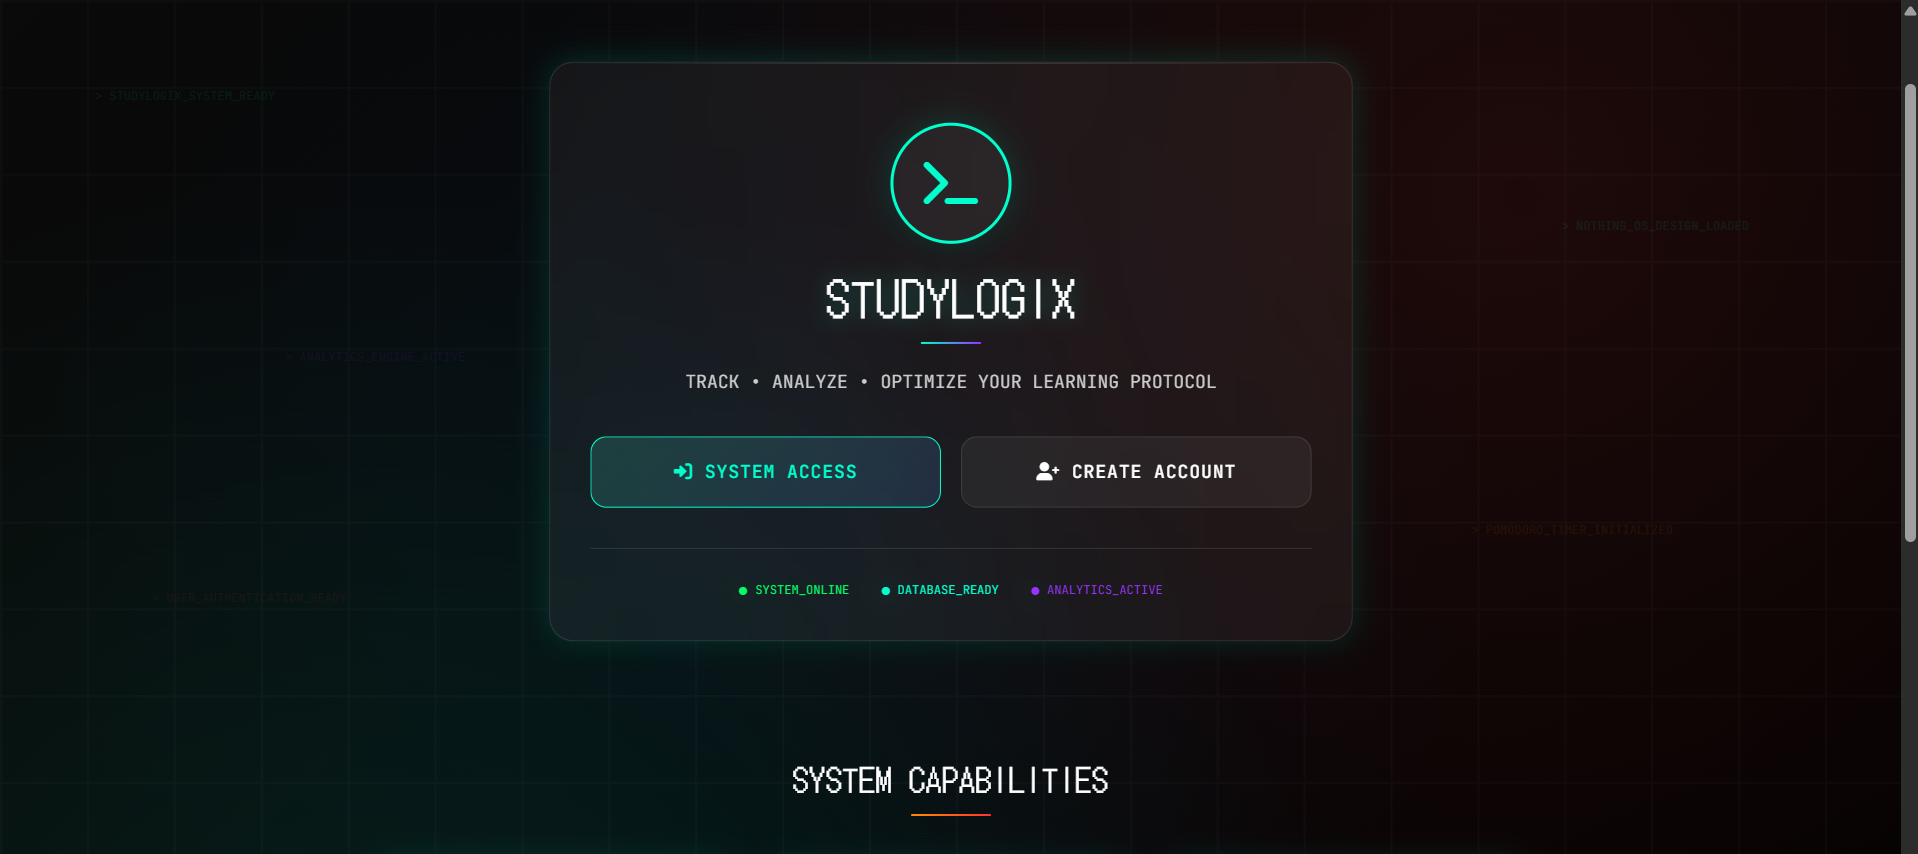 > STUDYLOGIX_SYSTEM_READY
STUDYLOGIX
> NOTHING_OS_DESIGN_LOADED
> ANALYTICS_ENGINE_ACTIVE
TRACK • ANALYZE • OPTIMIZE YOUR LEARNING PROTOCOL
SYSTEM ACCESS
CREATE ACCOUNT
> POMODORO_TIMER_INITIALIZED
SYSTEM_ONLINE
DATABASE_READY
ANALYTICS_ACTIVE
> USER_AUTHENTICATION_READY
SYSTEM CAPABILITIES